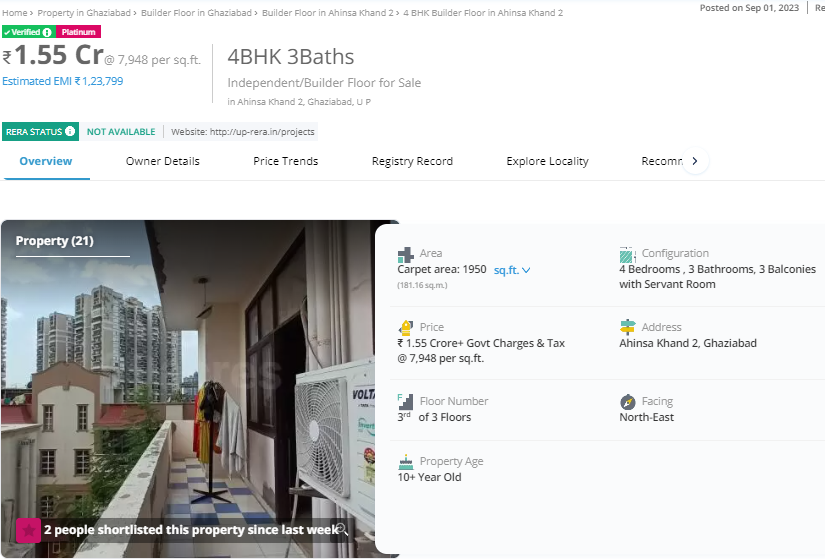 Home › Property in Ghaziabad › Builder Floor in Ghaziabad › Builder Floor in Ahinsa Khand 2 › 4 BHK Builder Floor in Ahinsa Khand 2
Posted on Sep 01, 2023
Verified Platinum
₹1.55 Cr @ 7,948 per sq.ft.
Estimated EMI ₹ 1,23,799
4BHK 3Baths
Independent/Builder Floor for Sale
in Ahinsa Khand 2, Ghaziabad, U P
RERA STATUS NOT AVAILABLE Website: http://up-rera.in/projects
Overview Owner Details Price Trends Registry Record Explore Locality
Property (21)
VOLTA
2 people shortlisted this property since last week
Area
Carpet area: 1950 sq.ft.
(181.16 sq.m.)
Configuration
4 Bedrooms , 3 Bathrooms, 3 Balconies
with Servant Room
Price
₹ 1.55 Crore+ Govt Charges & Tax
@ 7,948 per sq.ft.
Address
Ahinsa Khand 2, Ghaziabad
Floor Number
3rd of 3 Floors
Facing
North-East
Property Age
10+ Year Old